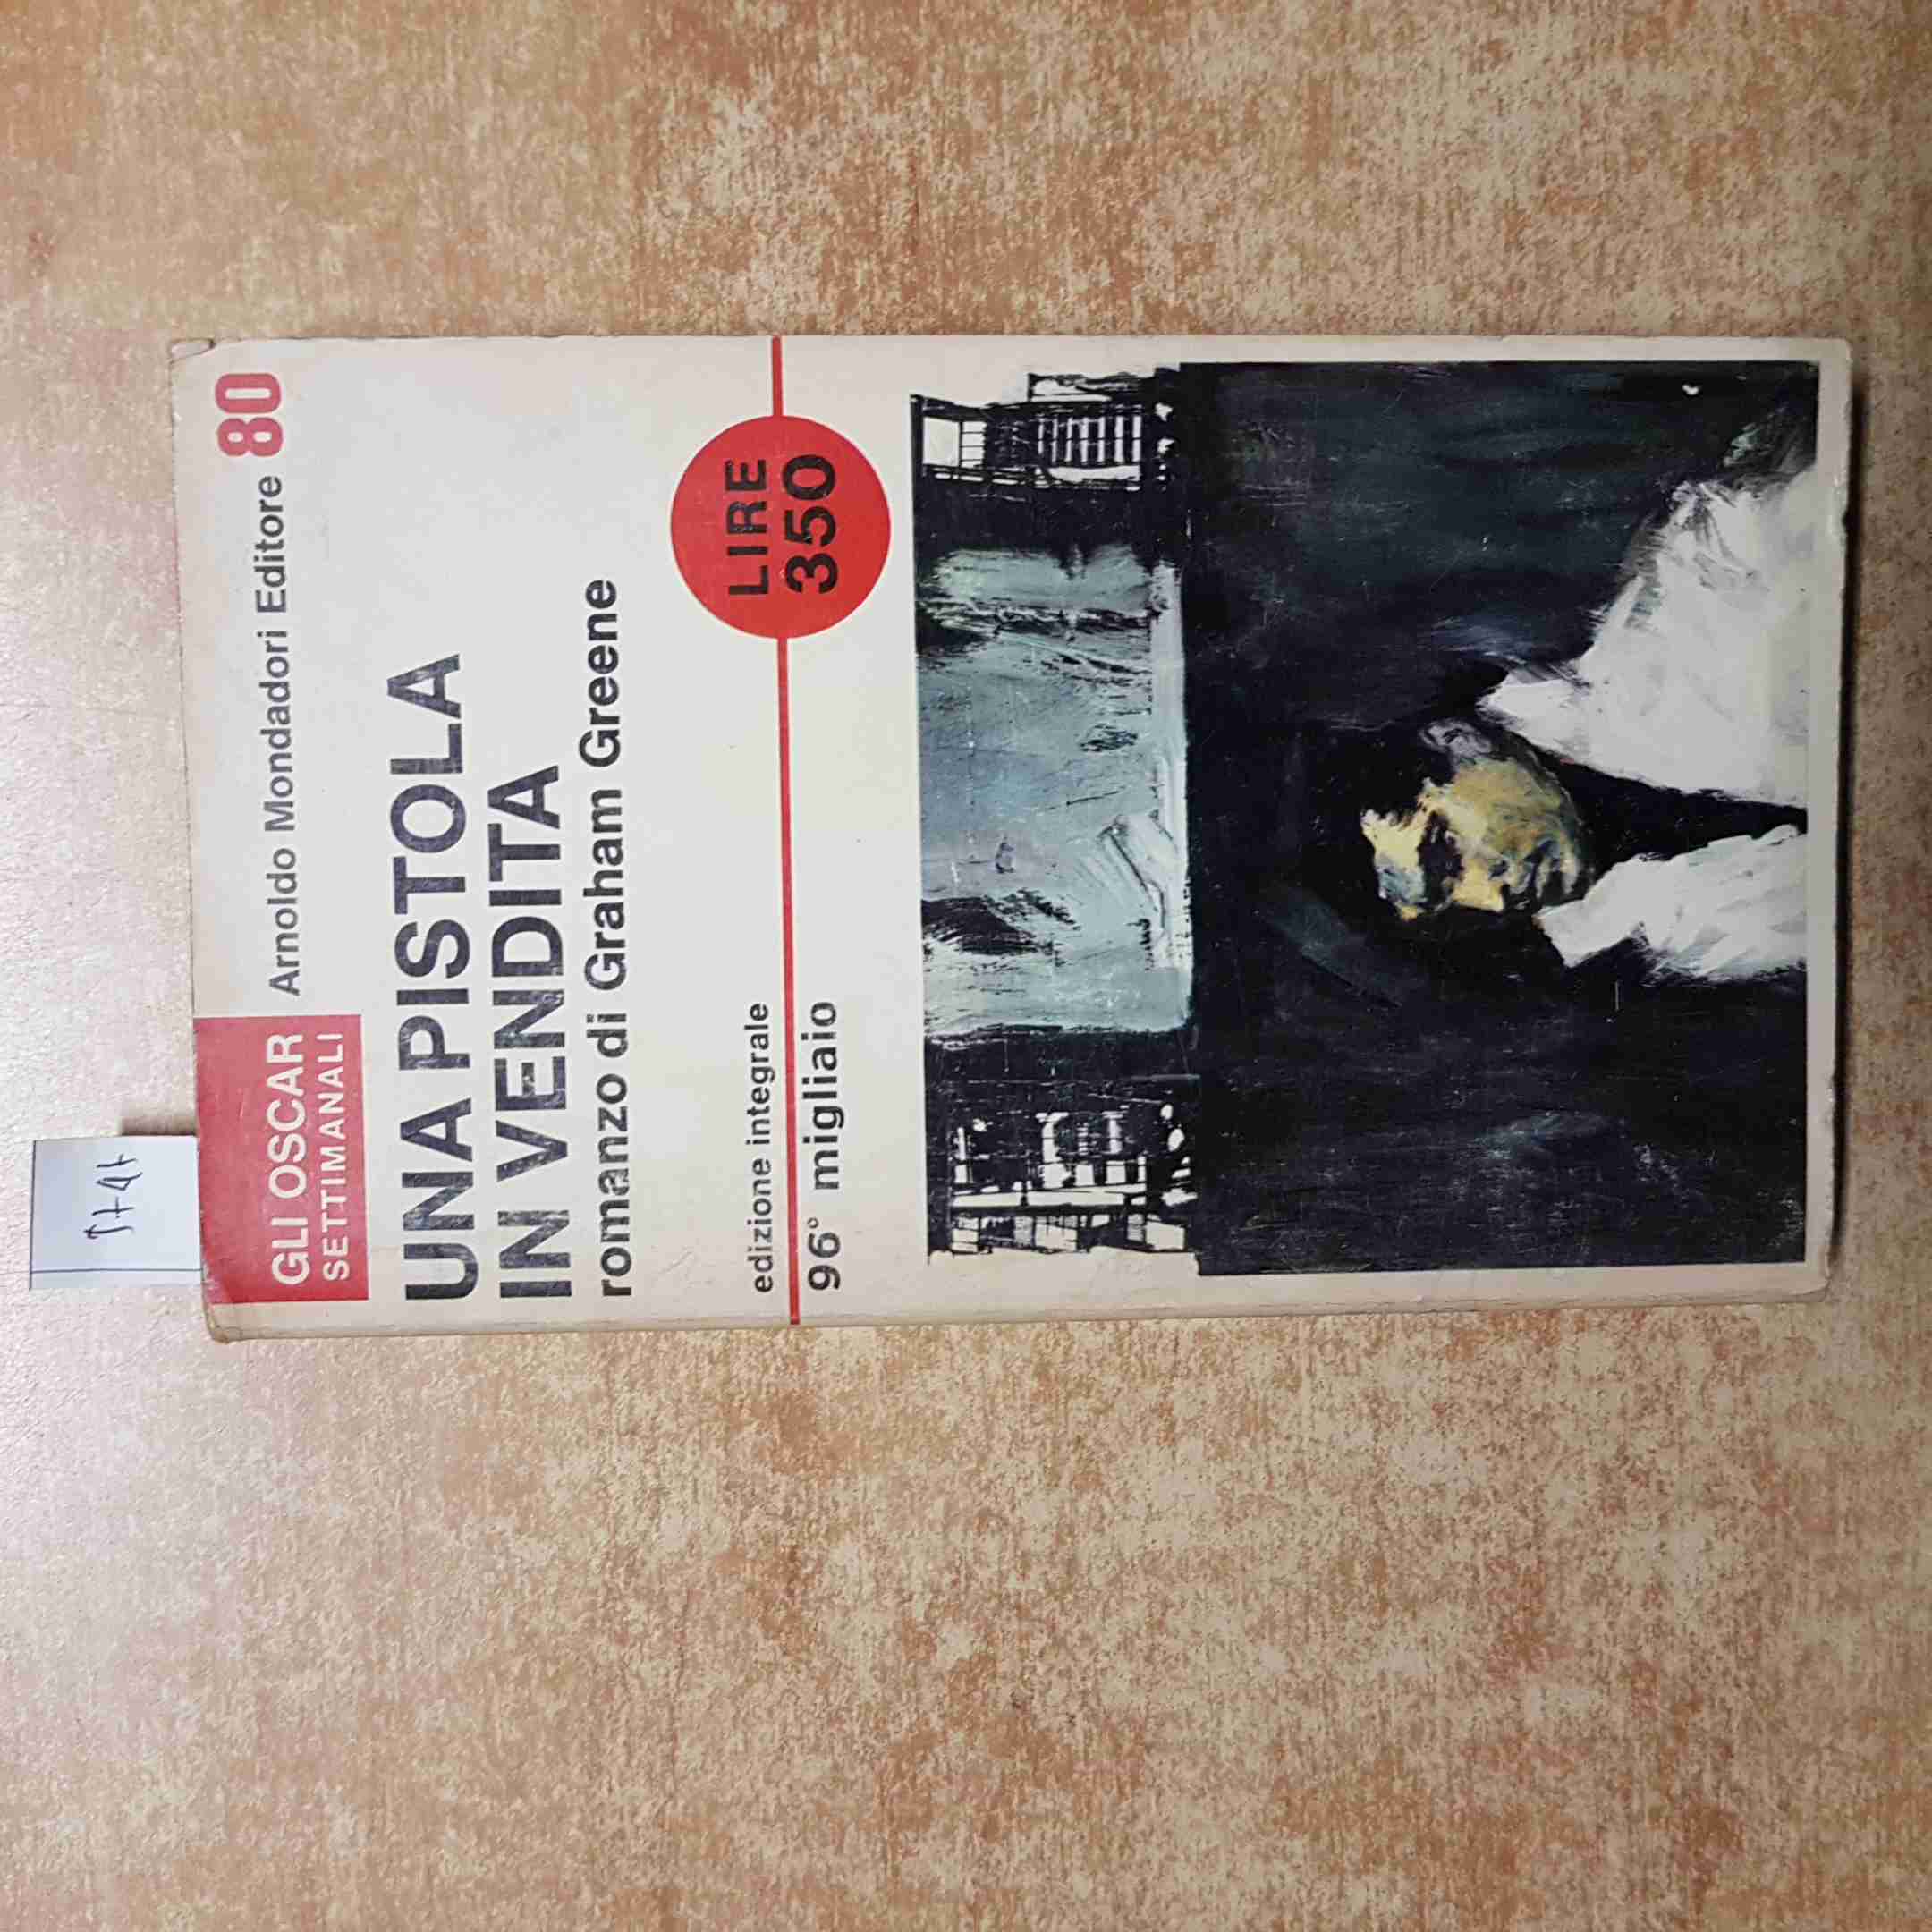 GLI OSCAR
SETTIMANALI
Arnoldo Mondadori Editore 80
UNA PISTOLA
IN VENDITA
romanzo di Graham Greene
edizione integrale
LIRE
350
96° migliaio